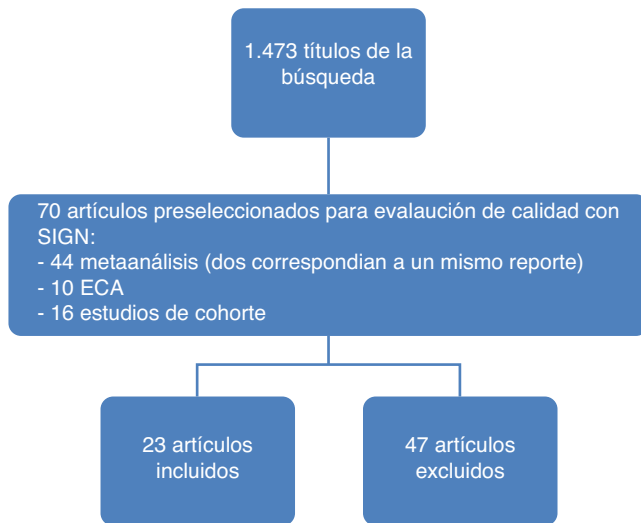 1.473 títulos de la
búsqueda
70 artículos preseleccionados para evalaución de calidad con
SIGN:
- 44 metaanálisis (dos correspondian a un mismo reporte)
- 10 ECA
- 16 estudios de cohorte
23 artículos
incluidos
47 artículos
excluidos